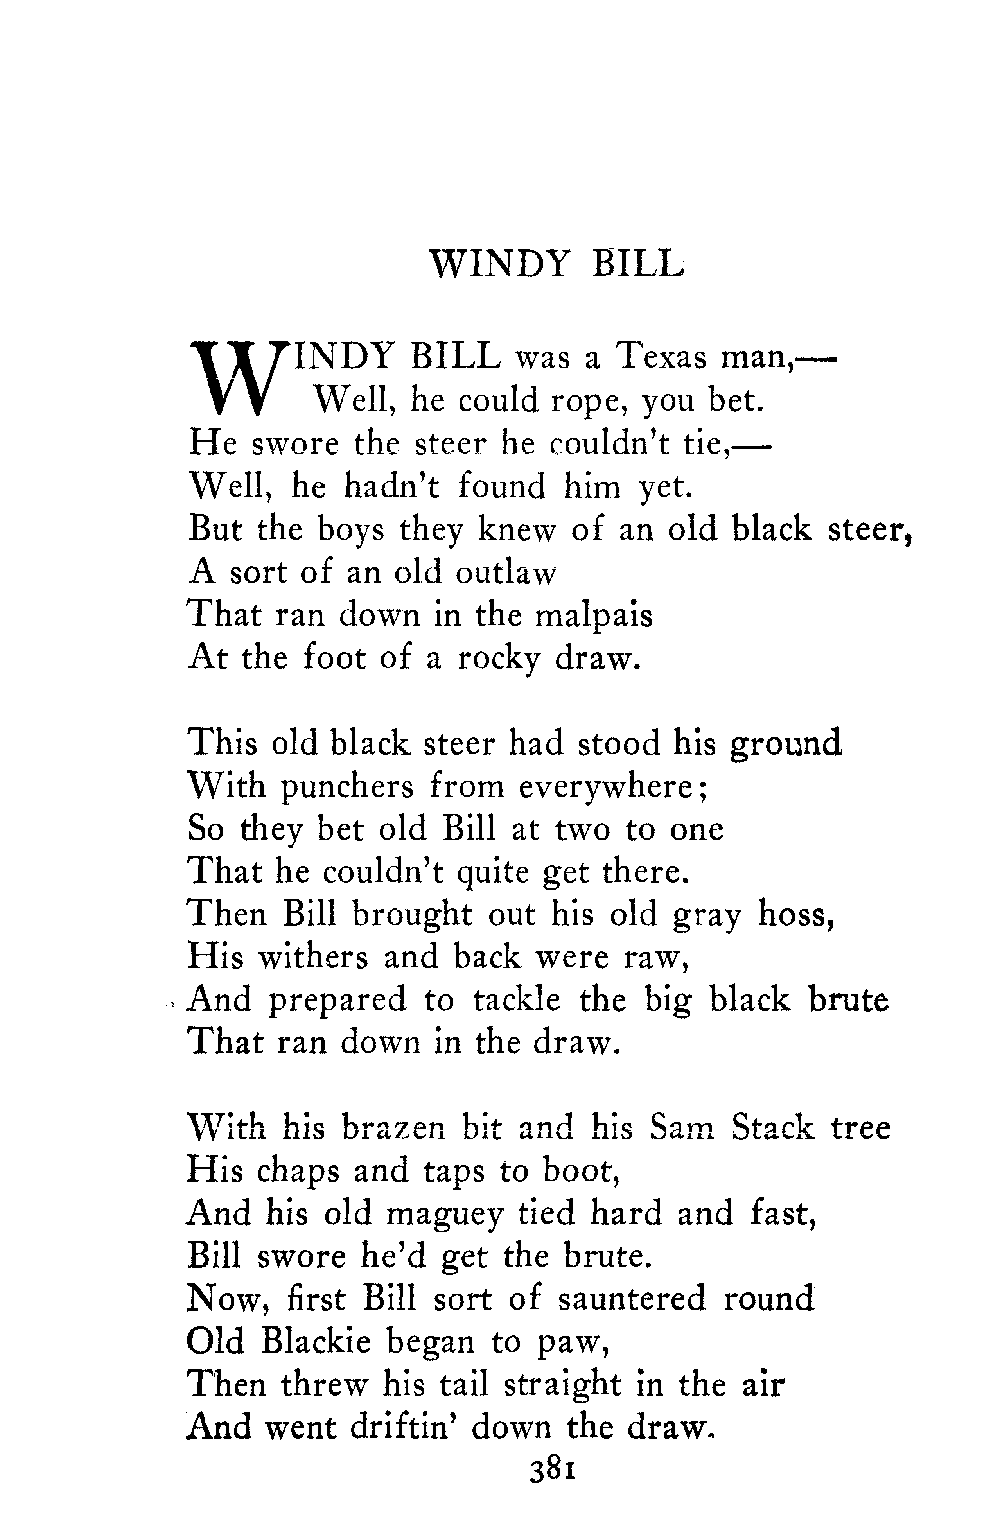 WINDY BILL
WINDY BILL was a Texas man,—
Well, he could rope, you bet.
He swore the steer he couldn't tie,—
Well, he hadn't found him yet.
But the boys they knew of an old black steer,
A sort of an old outlaw
That ran down in the malpais
At the foot of a rocky draw.
This old black steer had stood his ground
With punchers from everywhere;
So they bet old Bill at two to one
That he couldn't quite get there.
Then Bill brought out his old gray hoss,
His withers and back were raw,
And prepared to tackle the big black brute
That ran down in the draw.
With his brazen bit and his Sam Stack tree
His chaps and taps to boot,
And his old maguey tied hard and fast,
Bill swore he'd get the brute.
Now, first Bill sort of sauntered round
Old Blackie began to paw,
Then threw his tail straight in the air
And went driftin' down the draw.
381